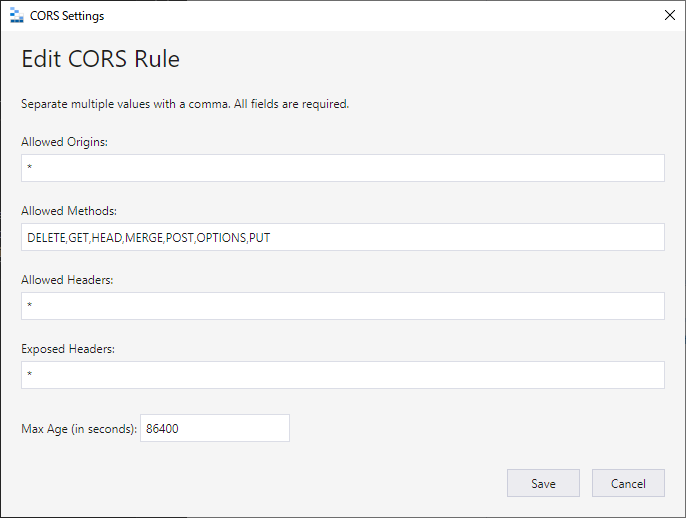 CORS Settings
Edit CORS Rule
Separate multiple values with a comma. All fields are required.
Allowed Origins:
*
Allowed Methods:
DELETE,GET,HEAD,MERGE,POST,OPTIONS,PUT
Allowed Headers:
*
Exposed Headers:
*
Max Age (in seconds): 86400
Save Cancel